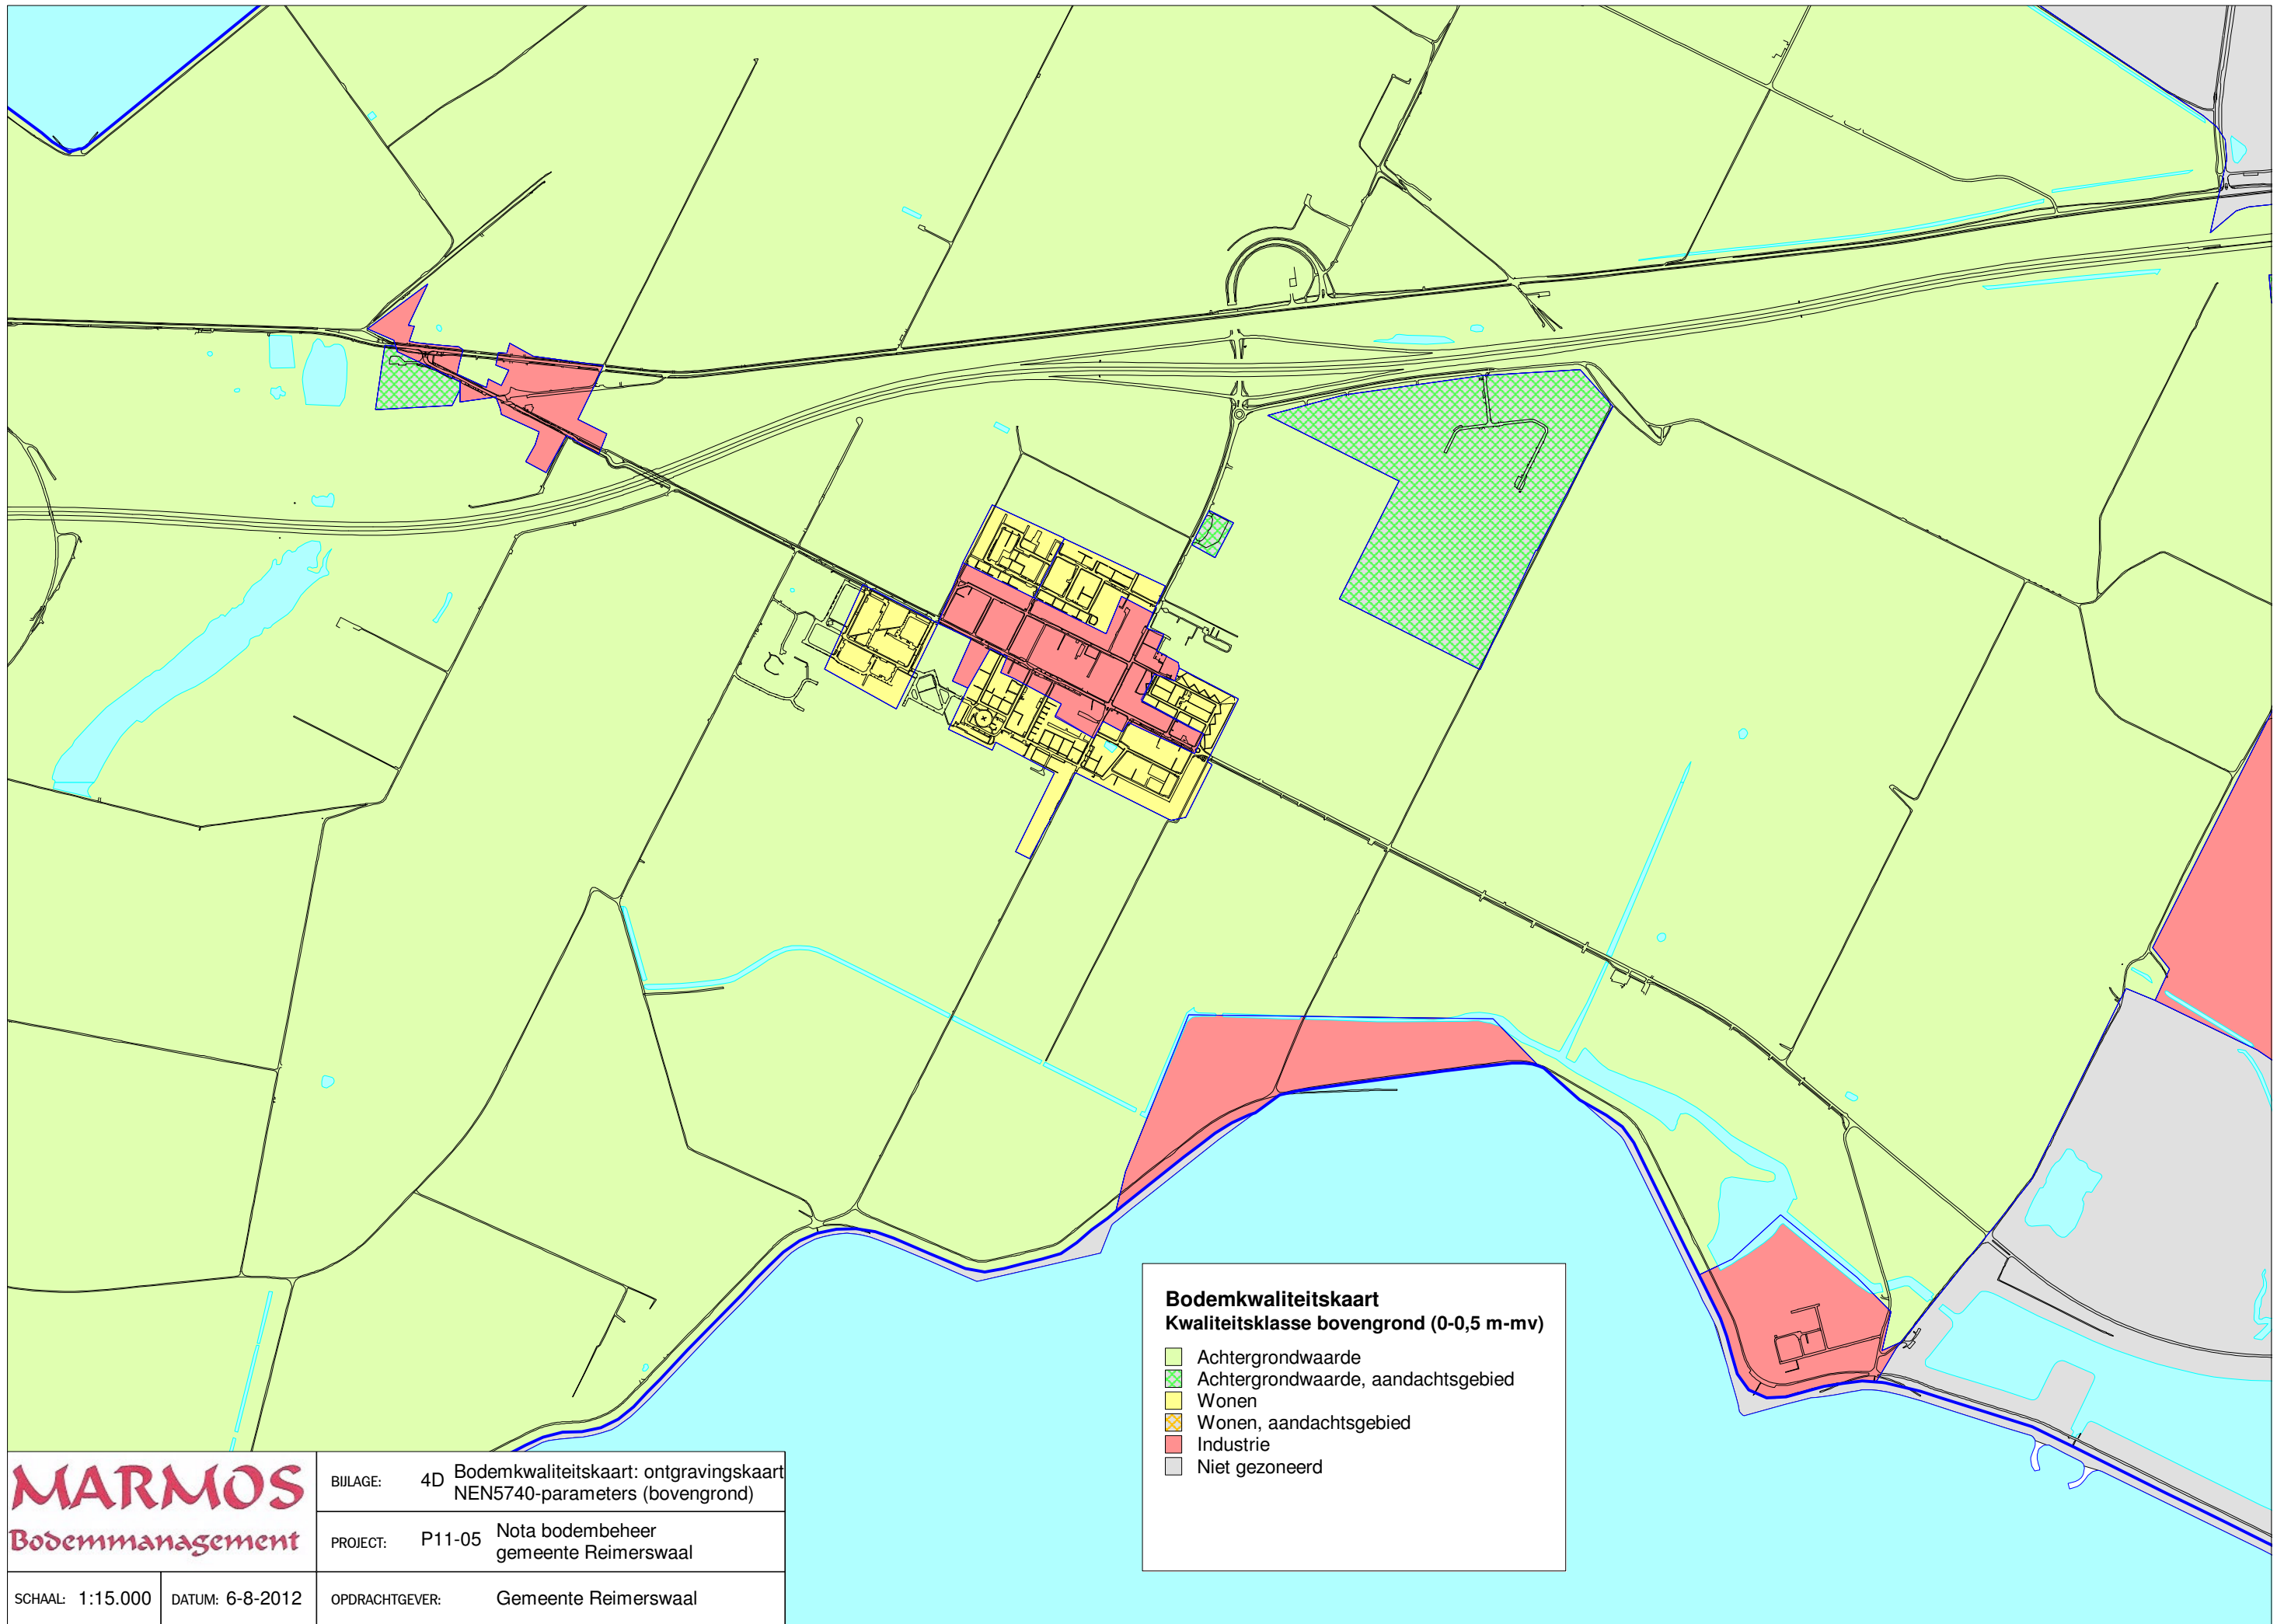 Bodemkwaliteitskaart
Kwaliteitsklasse bovengrond (0-0,5 m-mv)
Achtergrondwaarde
Achtergrondwaarde, aandachtsgebied
Wonen
Wonen, aandachtsgebied
Industrie
Niet gezoneerd
MARMOS
Bodemmanagement
BIJLAGE: 4D Bodemkwaliteitskaart: ontgravingskaart
NEN5740-parameters (bovengrond)
PROJECT: P11-05 Nota bodembeheer
gemeente Reimerswaal
SCHAAL: 1:15.000 DATUM: 6-8-2012 OPDRACHTGEVER: Gemeente Reimerswaal